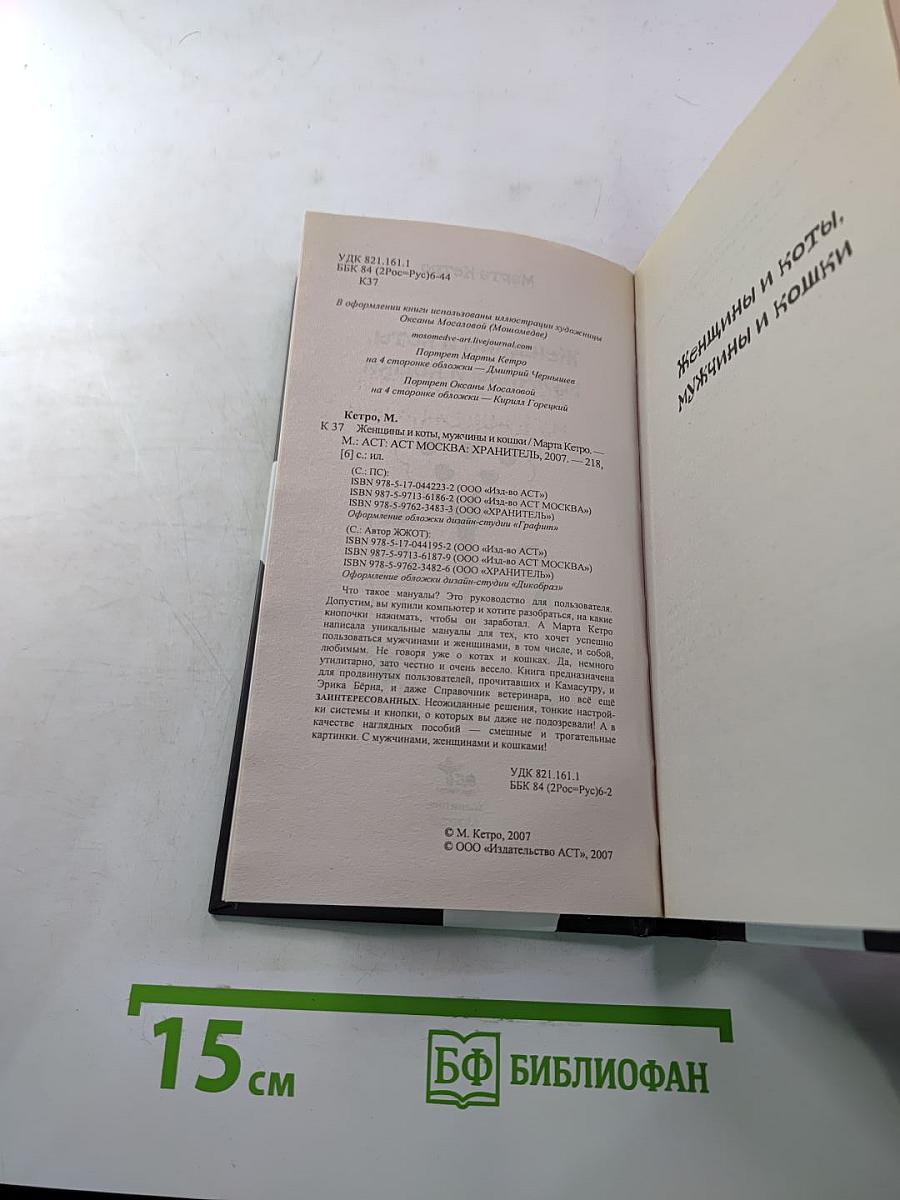 УДК 821.161.1
ББК 84 (2Рос=Рус)6-44
К37
В оформлении книги использованы иллюстрации художницы
Оксаны Мосаловой (Мошомедве)
mosomedve-art.livejournal.com
Портрет Марты Кетро
на 4 сторонке обложки — Дмитрий Чернышев
Портрет Оксаны Мосаловой
на 4 сторонке обложки — Кирилл Горецкий
Кетро, М.
К 37 Женщины и коты, мужчины и кошки / Марта Кетро. —
М.: АСТ: АСТ МОСКВА: ХРАНИТЕЛЬ, 2007. — 218,
[6] с.: ил.
(С.: ПС):
ISBN 978-5-17-044223-2 (ООО «Изд-во АСТ»)
ISBN 987-5-9713-6186-2 (ООО «Изд-во АСТ МОСКВА»)
ISBN 978-5-9762-3483-3 (ООО «ХРАНИТЕЛЬ»)
Оформление обложки дизайн-студии «Графит»
(С.: Автор ЖЖОТ):
ISBN 978-5-17-044195-2 (ООО «Изд-во АСТ»)
ISBN 987-5-9713-6187-9 (ООО «Изд-во АСТ МОСКВА»)
ISBN 978-5-9762-3482-6 (ООО «ХРАНИТЕЛЬ»)
Оформление обложки дизайн-студии «Дикобраз»
Что такое мануалы? Это руководство для пользователя.
Допустим, вы купили компьютер и хотите разобраться, на какие
кнопочки нажимать, чтобы он заработал. А Марта Кетро
написала уникальные мануалы для тех, кто хочет успешно
пользоваться мужчинами и женщинами, в том числе, и собой,
любимым. Не говоря уже о котах и кошках. Да, немного
утилитарно, зато честно и очень весело. Книга предназначена
для продвинутых пользователей, прочитавших и Камасутру, и
Эрика Бёрна, и даже Справочник ветеринара, но всё ещё
ЗАИНТЕРЕСОВАННЫХ. Неожиданные решения, тонкие настрой-
ки системы и кнопки, о которых вы даже не подозревали! А в
качестве наглядных пособий — смешные и трогательные
картинки. С мужчинами, женщинами и кошками!
УДК 821.161.1
ББК 84 (2Рос=Рус)6-2
© М. Кетро, 2007
© ООО «Издательство АСТ», 2007
Женщины и коты,
мужчины и кошки
15 см
БФ БИБЛИОФАН